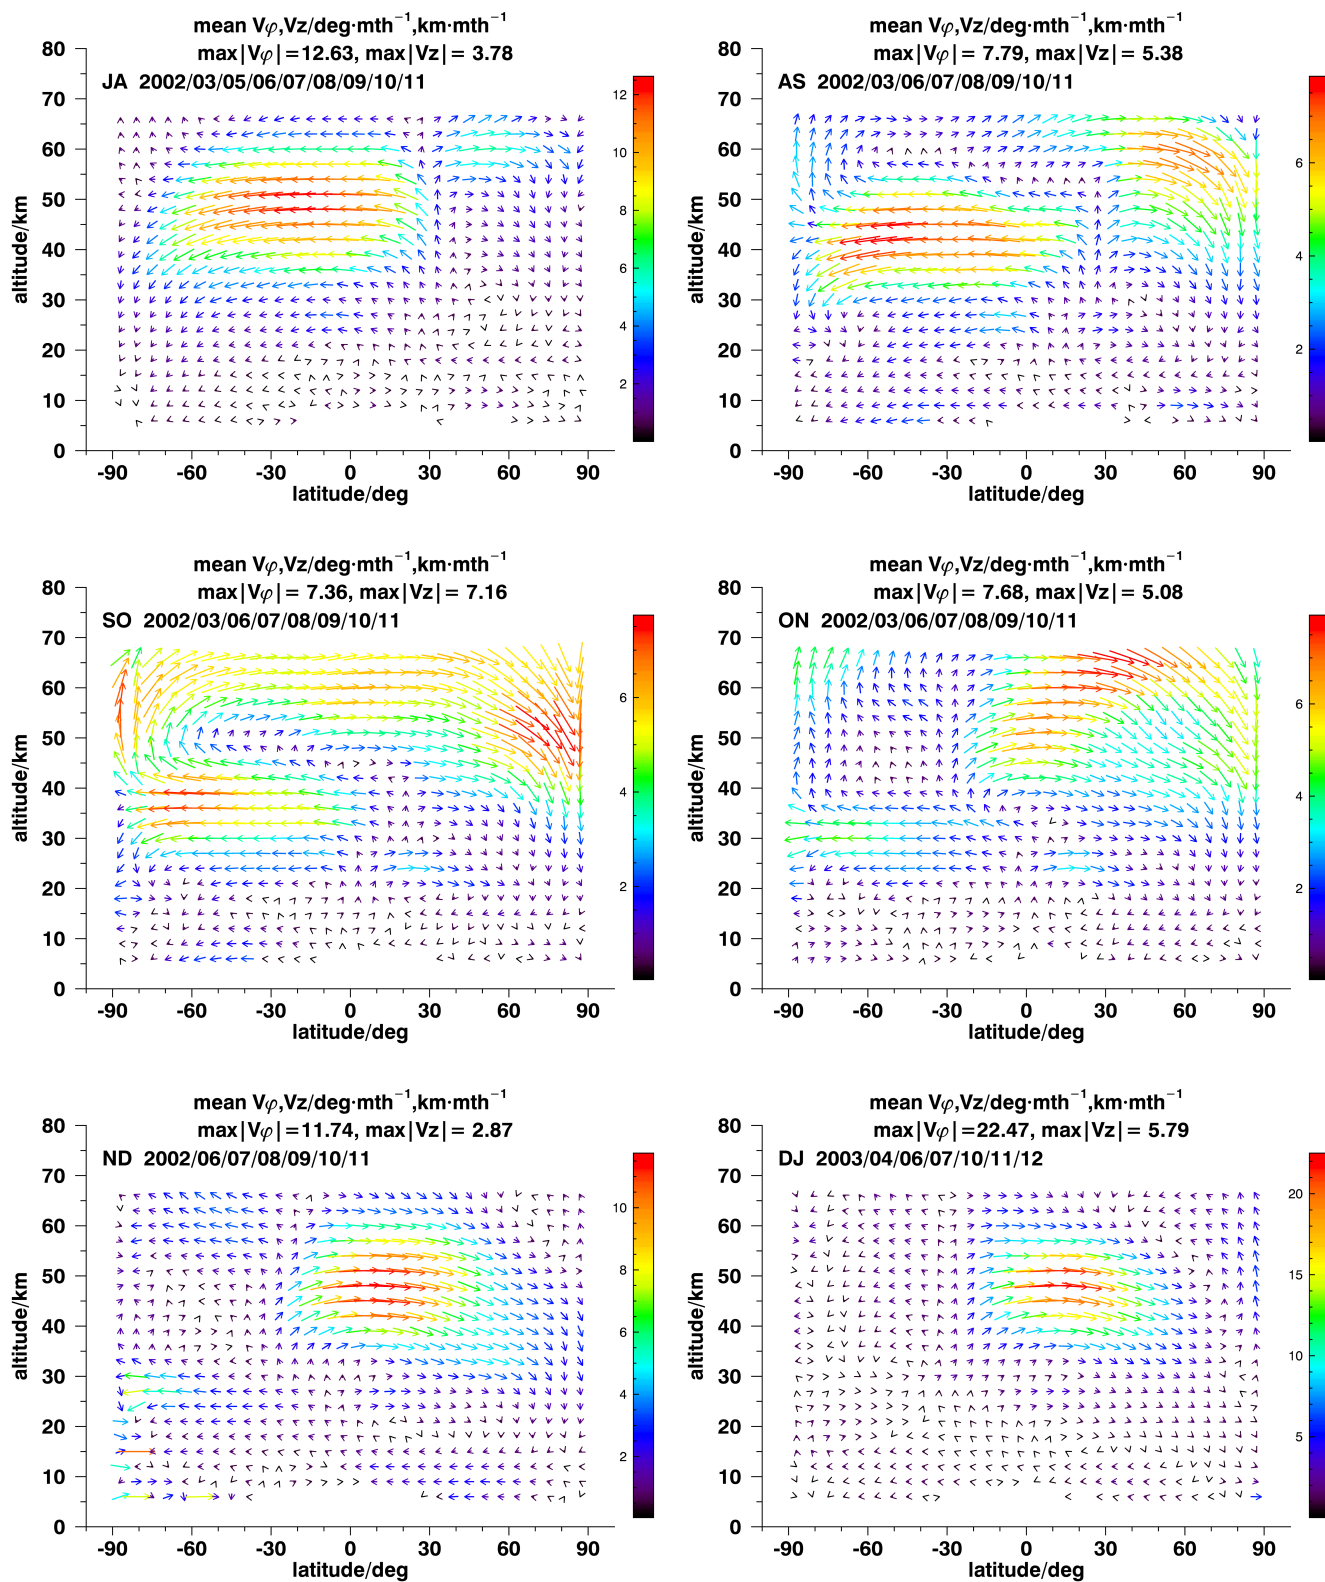 mean Vφ,Vz/deg·mth⁻¹,km·mth⁻¹
max|Vφ|=12.63, max|Vz|= 3.78
JA 2002/03/05/06/07/08/09/10/11
80
70
60
50
40
30
20
10
0
altitude/km
-90 -60 -30 0 30 60 90
latitude/deg
12
10
8
6
4
2
mean Vφ,Vz/deg·mth⁻¹,km·mth⁻¹
max|Vφ|= 7.79, max|Vz|= 5.38
AS 2002/03/06/07/08/09/10/11
80
70
60
50
40
30
20
10
0
altitude/km
-90 -60 -30 0 30 60 90
latitude/deg
6
4
2
mean Vφ,Vz/deg·mth⁻¹,km·mth⁻¹
max|Vφ|= 7.36, max|Vz|= 7.16
SO 2002/03/06/07/08/09/10/11
80
70
60
50
40
30
20
10
0
altitude/km
-90 -60 -30 0 30 60 90
latitude/deg
6
4
2
mean Vφ,Vz/deg·mth⁻¹,km·mth⁻¹
max|Vφ|= 7.68, max|Vz|= 5.08
ON 2002/03/06/07/08/09/10/11
80
70
60
50
40
30
20
10
0
altitude/km
-90 -60 -30 0 30 60 90
latitude/deg
6
4
2
mean Vφ,Vz/deg·mth⁻¹,km·mth⁻¹
max|Vφ|=11.74, max|Vz|= 2.87
ND 2002/06/07/08/09/10/11
80
70
60
50
40
30
20
10
0
altitude/km
-90 -60 -30 0 30 60 90
latitude/deg
10
8
6
4
2
mean Vφ,Vz/deg·mth⁻¹,km·mth⁻¹
max|Vφ|=22.47, max|Vz|= 5.79
DJ 2003/04/06/07/10/11/12
80
70
60
50
40
30
20
10
0
altitude/km
-90 -60 -30 0 30 60 90
latitude/deg
20
15
10
5